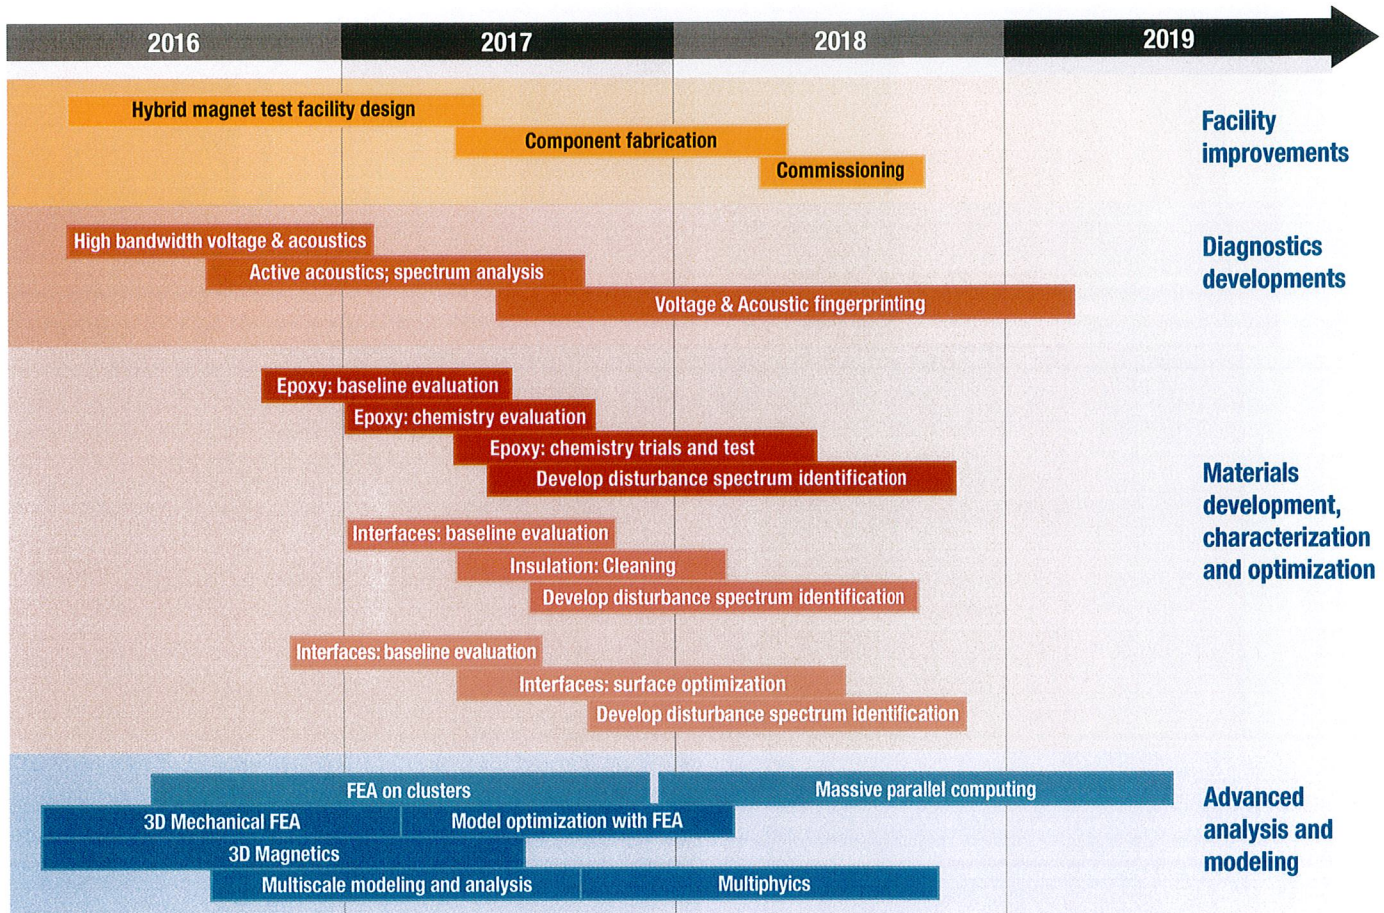 2016 2017 2018 2019
Hybrid magnet test facility design
Component fabrication
Commissioning
Facility
improvements
High bandwidth voltage & acoustics
Active acoustics; spectrum analysis
Voltage & Acoustic fingerprinting
Diagnostics
developments
Epoxy: baseline evaluation
Epoxy: chemistry evaluation
Epoxy: chemistry trials and test
Develop disturbance spectrum identification
Interfaces: baseline evaluation
Insulation: Cleaning
Develop disturbance spectrum identification
Interfaces: baseline evaluation
Interfaces: surface optimization
Develop disturbance spectrum identification
Materials
development,
characterization
and optimization
FEA on clusters
Massive parallel computing
3D Mechanical FEA
Model optimization with FEA
3D Magnetics
Multiscale modeling and analysis
Multiphyics
Advanced
analysis and
modeling